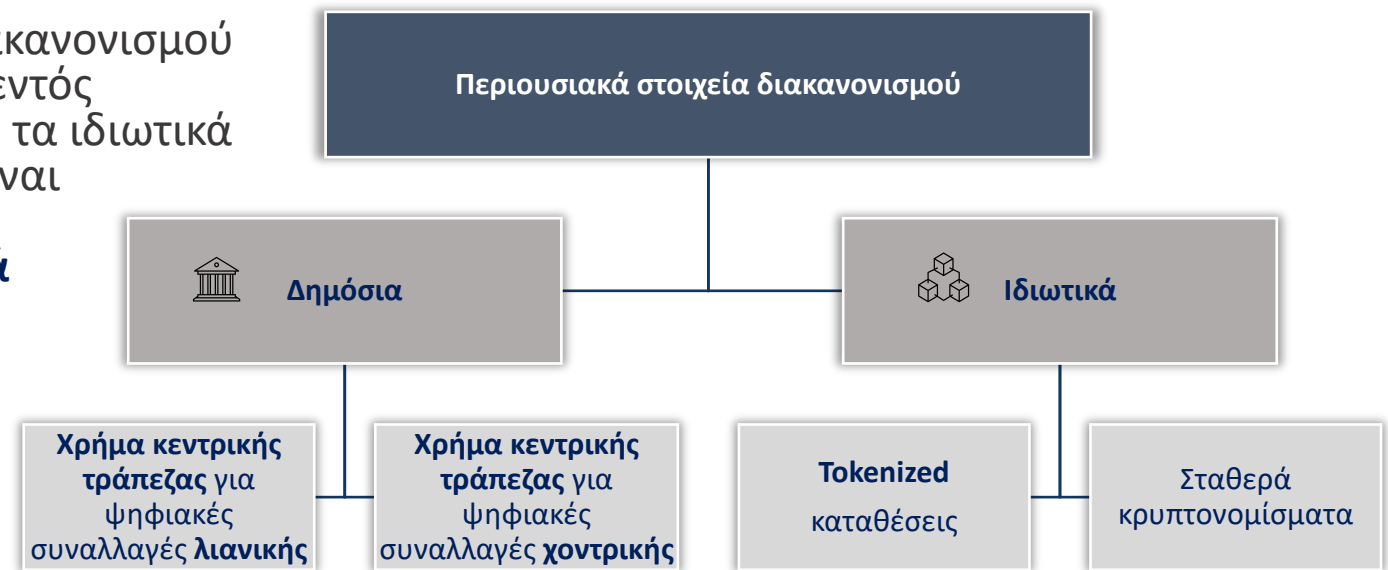 ακανονισμού
εντός
τα ιδιωτικά
ναι
ά
Περιουσιακά στοιχεία διακανονισμού
Δημόσια
Ιδιωτικά
Χρήμα κεντρικής
τράπεζας για
ψηφιακές
συναλλαγές λιανικής
Χρήμα κεντρικής
τράπεζας για
ψηφιακές
συναλλαγές χοντρικής
Tokenized
καταθέσεις
Σταθερά
κρυπτονομίσματα